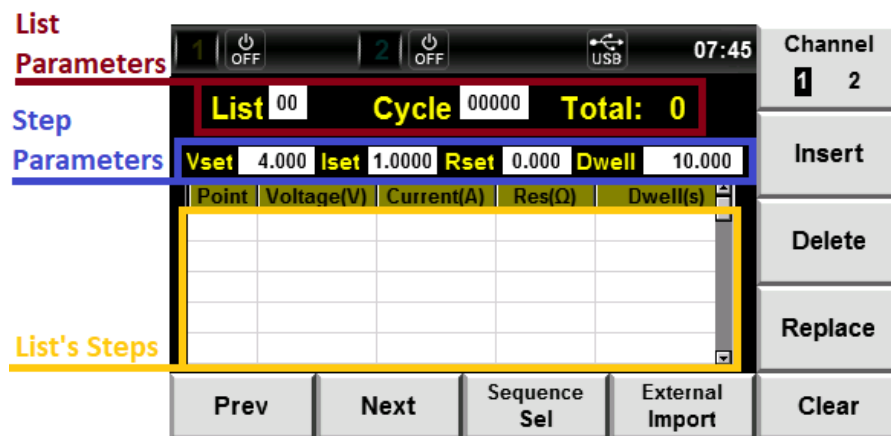 List
Parameters
1 OFF 2 OFF USB 07:45
Channel
1 2
List 00 Cycle 00000 Total: 0
Step
Parameters
Vset 4.000 Iset 1.0000 Rset 0.000 Dwell 10.000
Insert
Point Voltage(V) Current(A) Res(Ω) Dwell(s)
Delete
Replace
List's Steps
Prev Next Sequence Sel External Import Clear